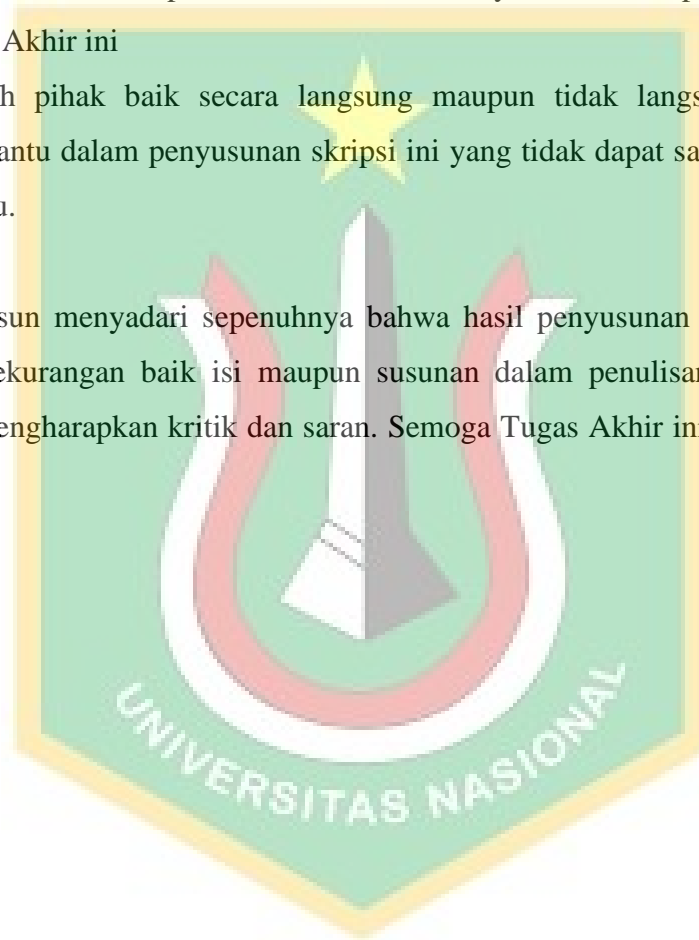 Akhir ini
h pihak baik secara langsung maupun tidak langs
antu dalam penyusunan skripsi ini yang tidak dapat sa
u.
sun menyadari sepenuhnya bahwa hasil penyusunan
ekurangan baik isi maupun susunan dalam penulisan
engharapkan kritik dan saran. Semoga Tugas Akhir in
UNIVERSITAS NASIONAL